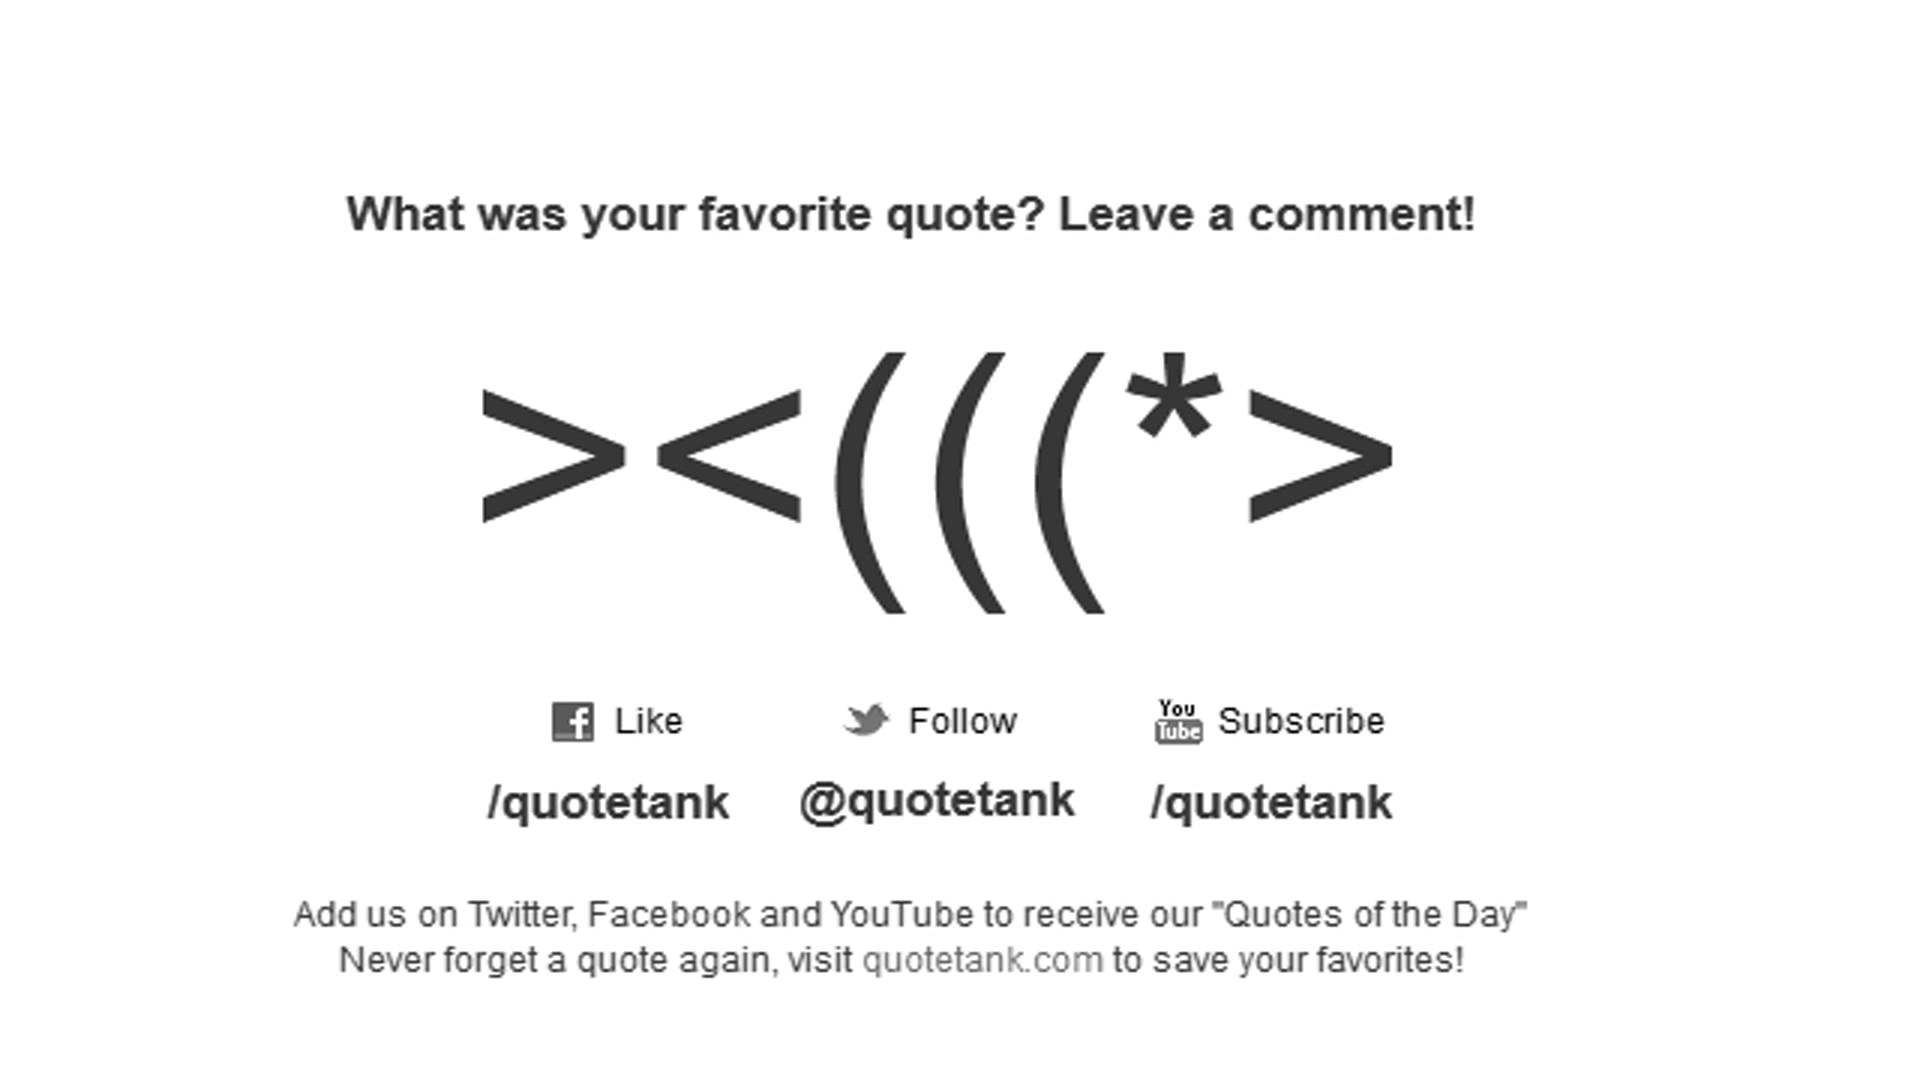 What was your favorite quote? Leave a comment!
><(((*>
f Like Follow You Tube Subscribe
/quotetank @quotetank /quotetank
Add us on Twitter, Facebook and YouTube to receive our "Quotes of the Day"
Never forget a quote again, visit quotetank.com to save your favorites!